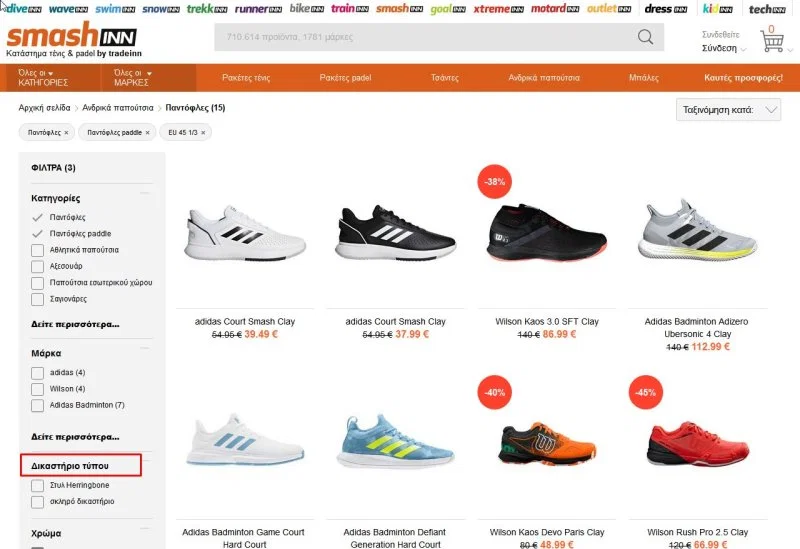 diveINN waveINN swimINN snowINN trekkINN runnerINN bikeINN trainINN smashINN goalINN xtremeINN motardINN outletINN dressINN kidINN techINN
smashINN
Κατάστημα τένις & padel by tradeinn
710.614 προϊόντα, 1781 μάρκες
Συνδεθείτε
Σύνδεση
0
Όλες οι
ΚΑΤΗΓΟΡΙΕΣ
Όλες οι
ΜΑΡΚΕΣ
Ρακέτες τένις
Ρακέτες padel
Τσάντες
Ανδρικά παπούτσια
Μπάλες
Καυτές προσφορές!
Αρχική σελίδα > Ανδρικά παπούτσια > Παντόφλες (15)
Ταξινόμηση κατά:
Παντόφλες ×
Παντόφλες paddle ×
EU 45 1/3 ×
ΦΙΛΤΡΑ (3)
Κατηγορίες
Παντόφλες
Παντόφλες paddle
Αθλητικά παπούτσια
Αξεσουάρ
Παπούτσια εσωτερικού χώρου
Σαγιονάρες
Δείτε περισσότερα...
Μάρκα
adidas (4)
Wilson (4)
Adidas Badminton (7)
Δείτε περισσότερα...
Δικαστήριο τύπου
Στυλ Herringbone
σκληρό δικαστήριο
Χρώμα
adidas Court Smash Clay
54.95 € 39.49 €
adidas Court Smash Clay
54.95 € 37.99 €
-38%
Wilson Kaos 3.0 SFT Clay
140 € 86.99 €
Adidas Badminton Adizero
Ubersonic 4 Clay
140 € 112.99 €
Adidas Badminton Game Court
Hard Court
Adidas Badminton Defiant
Generation Hard Court
-40%
Wilson Kaos Devo Paris Clay
80 € 48.99 €
-45%
Wilson Rush Pro 2.5 Clay
120 € 66.99 €